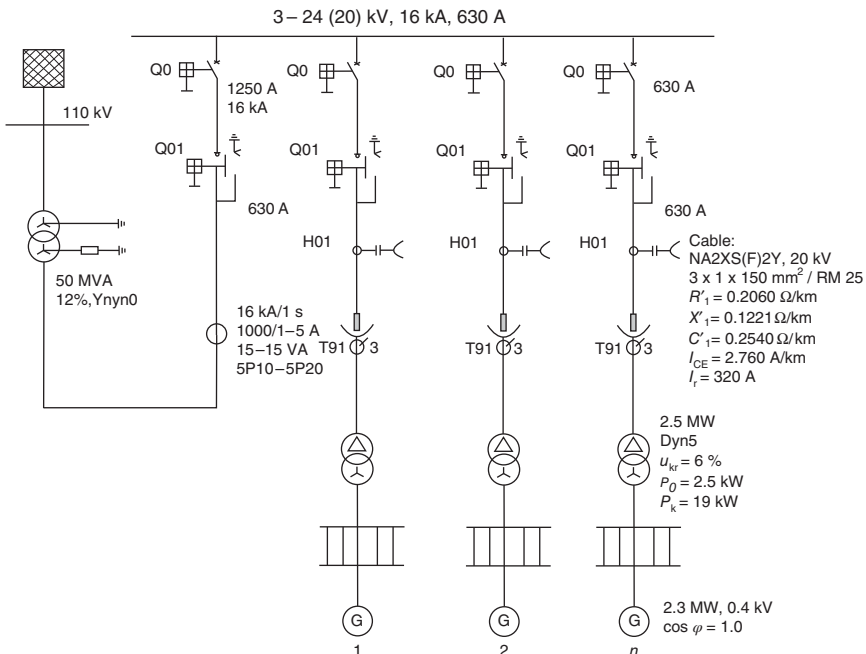 3– 24 (20) kV, 16 kA, 630 A
Q0
1250 A
16 kA
Q0
Q0
Q0
630 A
110 kV
Q01
Q01
Q01
Q01
630 A
630 A
H01
H01
H01
Cable:
NA2XS(F)2Y, 20 kV
3 x 1 x 150 mm² / RM 25
R'₁ = 0.2060 Ω/km
X'₁ = 0.1221 Ω/km
C'₁ = 0.2540 Ω/km
I_CE = 2.760 A/km
I_r = 320 A
50 MVA
12%,Ynyn0
16 kA/1 s
1000/1–5 A
15–15 VA
5P10–5P20
T91
3
T91
3
T91
3
2.5 MW
Dyn5
u_kr = 6 %
P₀ = 2.5 kW
P_k = 19 kW
G
G
G
2.3 MW, 0.4 kV
cos φ = 1.0
1
2
n